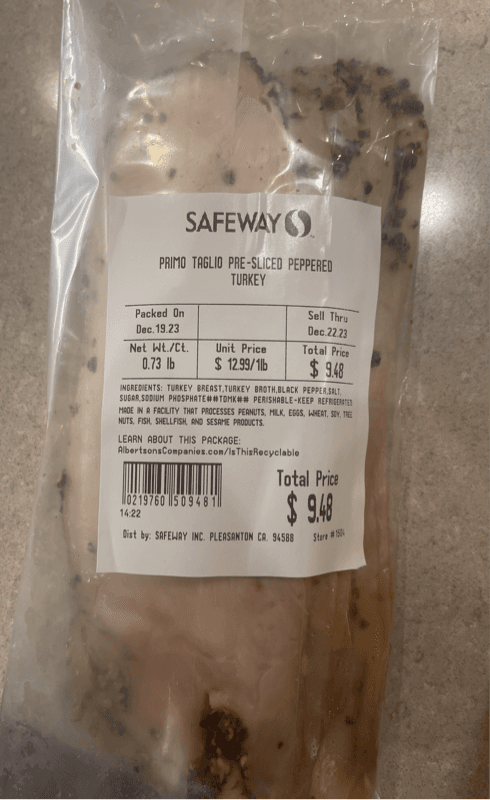 SAFEWAY
PRIMO TAGLIO PRE-SLICED PEPPERED
TURKEY
Packed On
Dec.19.23
Sell Thru
Dec.22.23
Net Wt./Ct.
0.73 lb
Unit Price
$ 12.99/1lb
Total Price
$ 9.48
INGREDIENTS: TURKEY BREAST,TURKEY BROTH,BLACK PEPPER,SALT,
SUGAR,SODIUM PHOSPHATE##TDMK## PERISHABLE-KEEP REFRIGERATED
MADE IN A FACILITY THAT PROCESSES PEANUTS, MILK, EGGS, WHEAT, SOY, TREE
NUTS, FISH, SHELLFISH, AND SESAME PRODUCTS.
LEARN ABOUT THIS PACKAGE:
AlbertsonsCompanies.com/IsThisRecyclable
0219760 509481
14:22
Total Price
$ 9.48
Dist by: SAFEWAY INC. PLEASANTON CA. 94588 Store # 1504